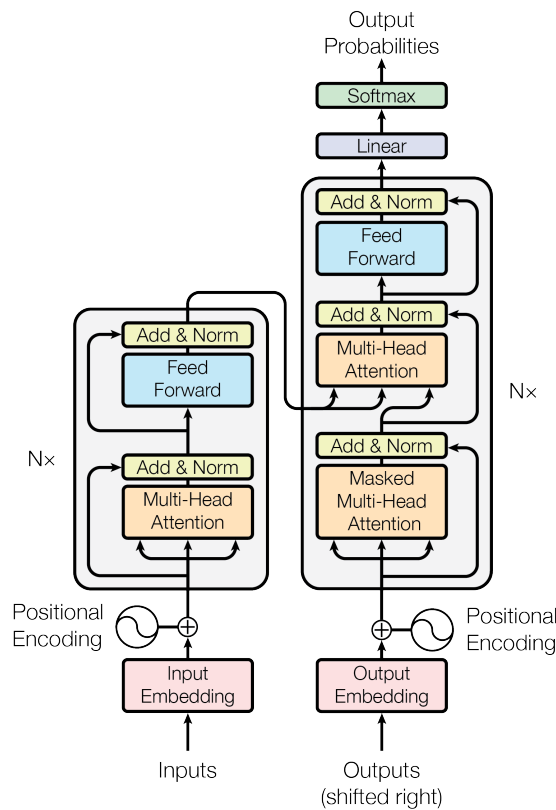 Output
Probabilities
Softmax
Linear
Add & Norm
Feed
Forward
Add & Norm
Multi-Head
Attention
Add & Norm
Masked
Multi-Head
Attention
N×
Positional
Encoding
Output
Embedding
Outputs
(shifted right)
Add & Norm
Feed
Forward
Add & Norm
Multi-Head
Attention
N×
Positional
Encoding
Input
Embedding
Inputs